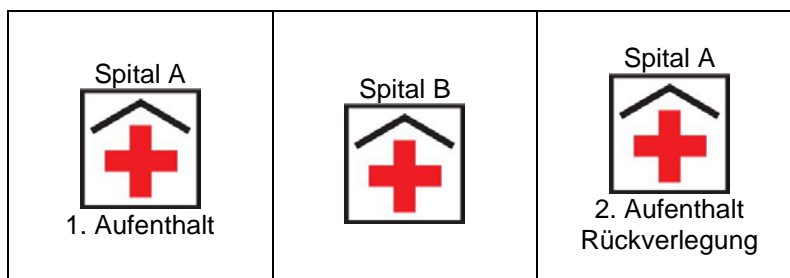 Spital A
1. Aufenthalt
Spital B
Spital A
2. Aufenthalt
Rückverlegung